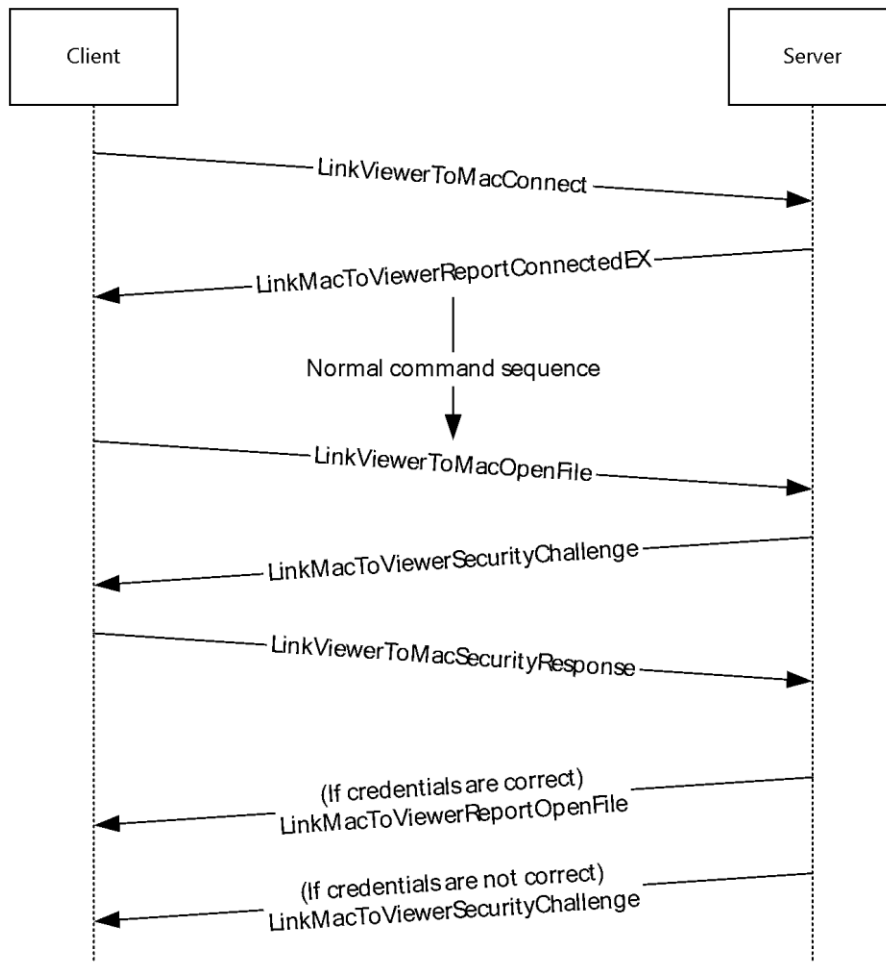 Client
Server
LinkViewerToMacConnect
LinkMacToViewerReportConnectedEX
Normal command sequence
LinkViewerToMacOpenFile
LinkMacToViewerSecurityChallenge
LinkViewerToMacSecurityResponse
(If credentials are correct)
LinkMacToViewerReportOpenFile
(If credentials are not correct)
LinkMacToViewerSecurityChallenge